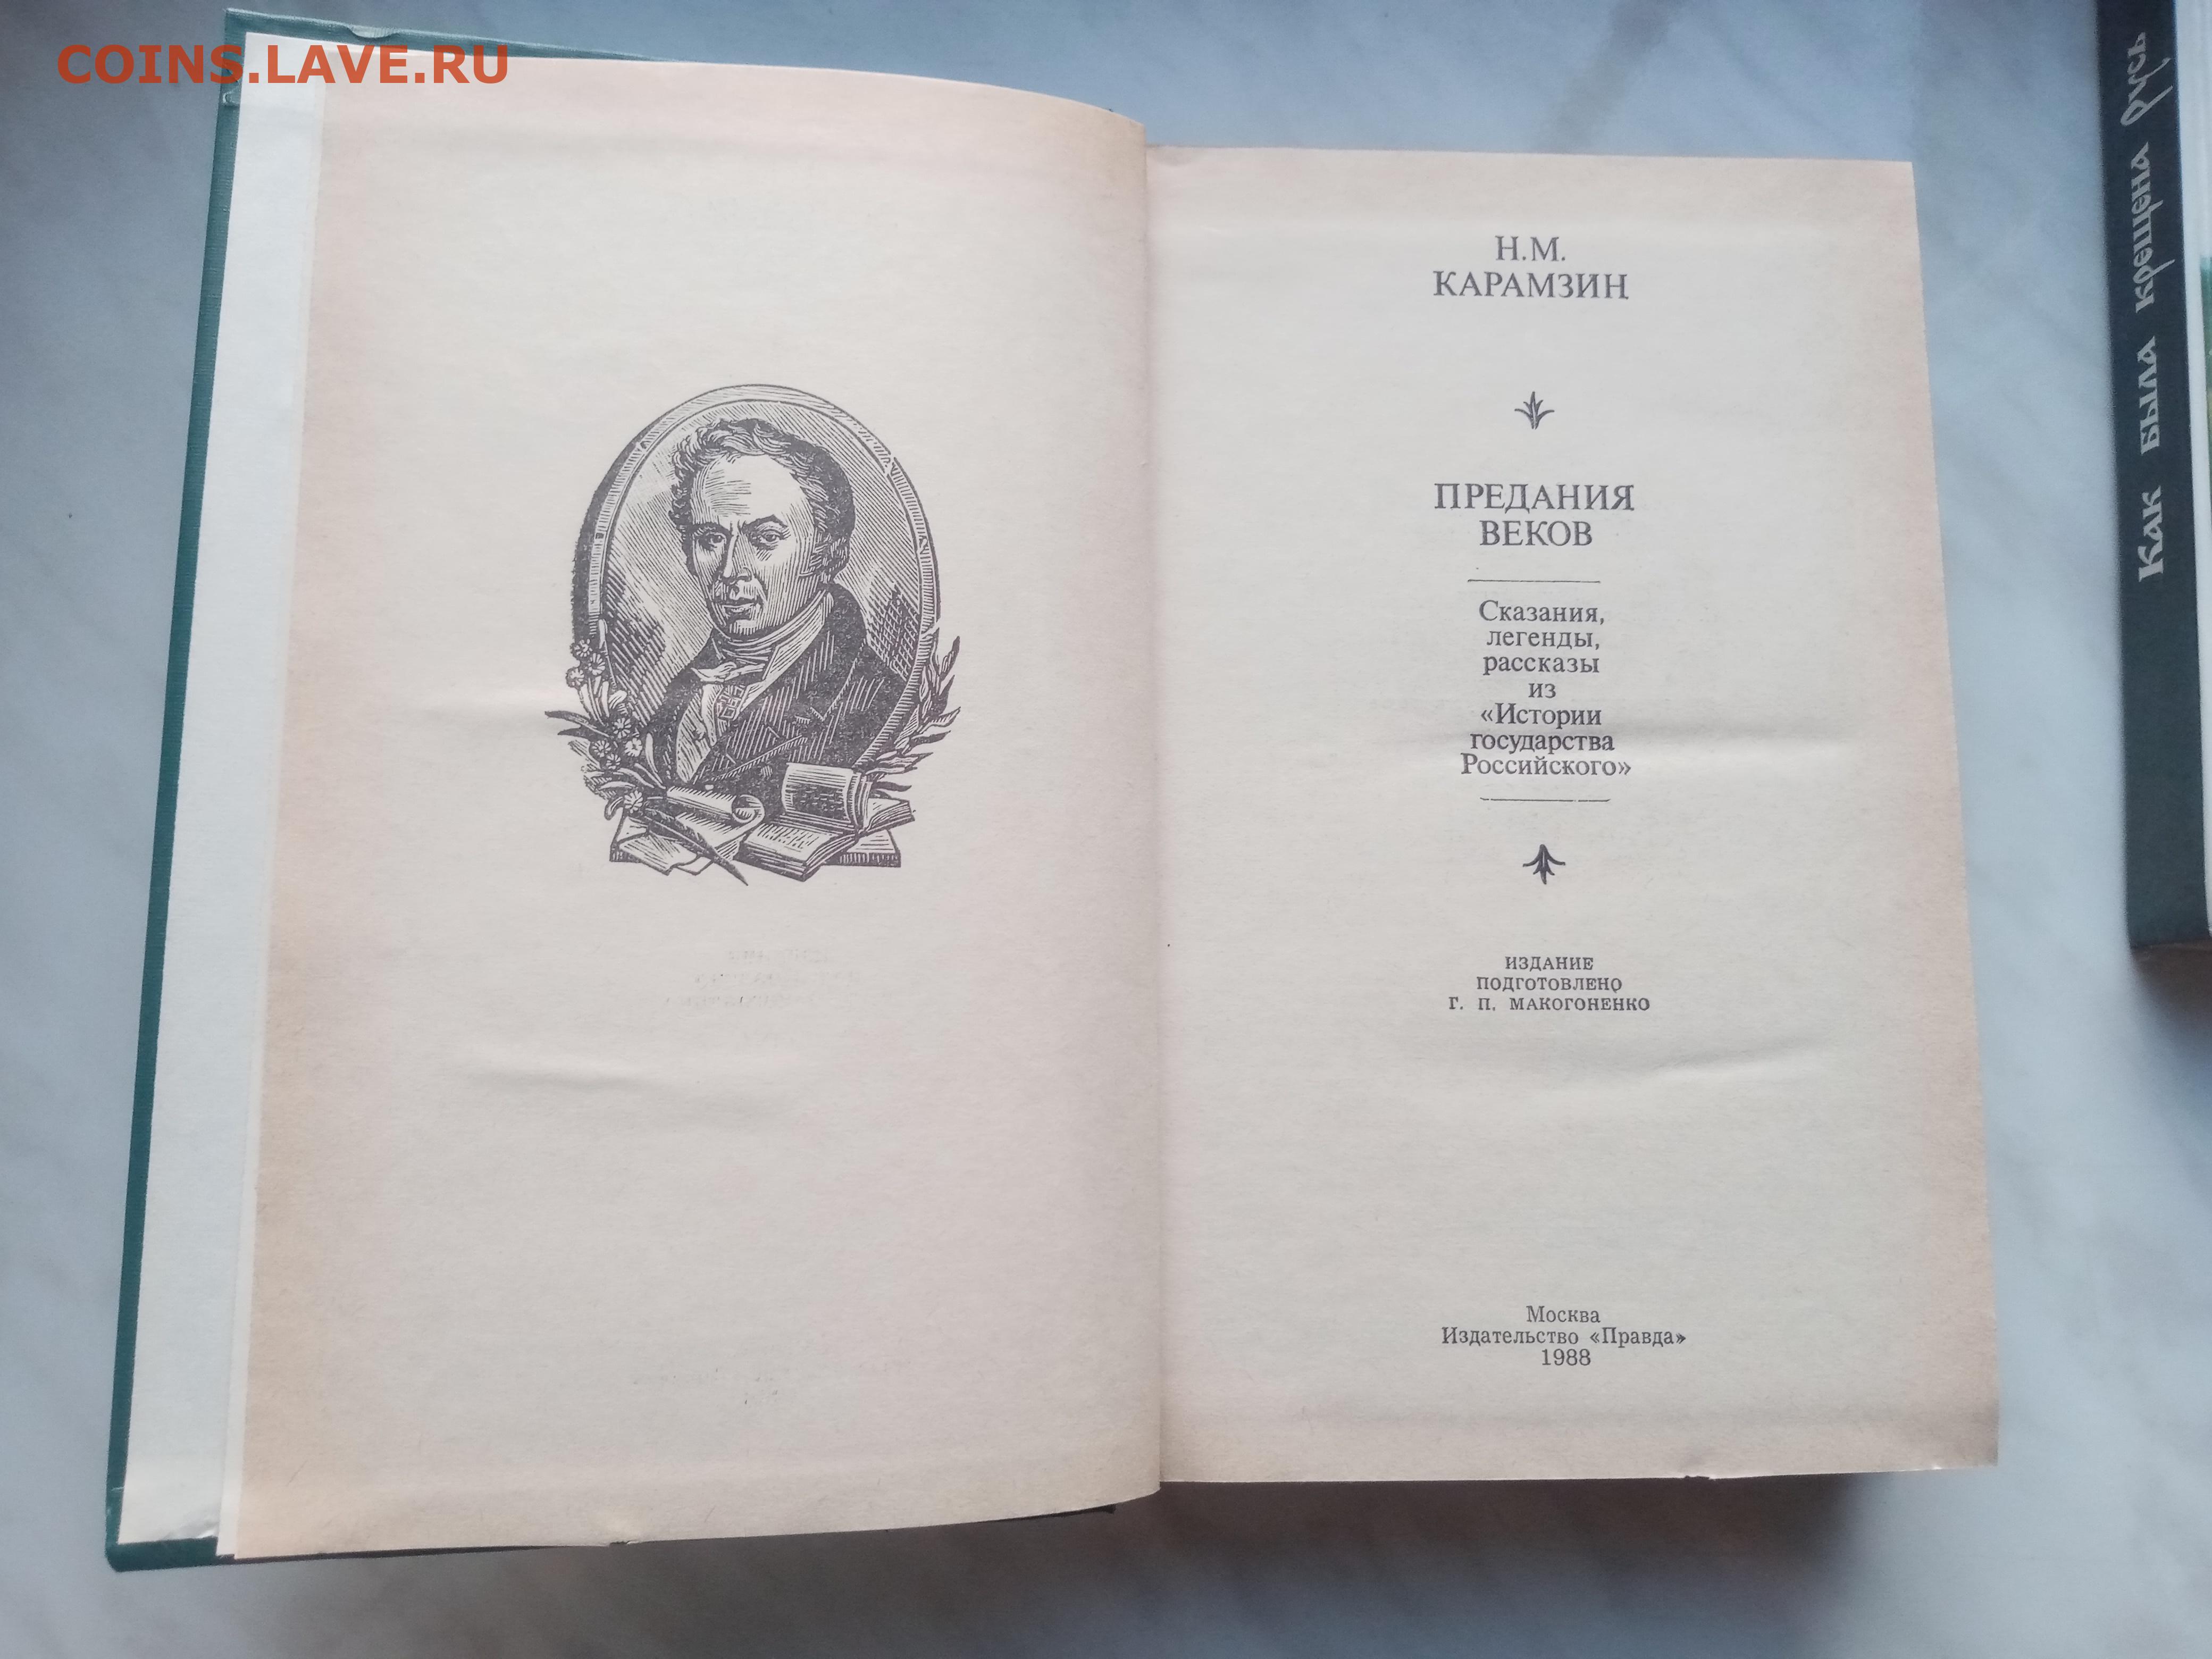 COINS.LAVE.RU
Н.М.
КАРАМЗИН
ПРЕДАНИЯ
ВЕКОВ
Сказания,
легенды,
рассказы
из
«Истории
государства
Российского»
ИЗДАНИЕ
ПОДГОТОВЛЕНО
Г. П. МАКОГОНЕНКО
Москва
Издательство «Правда»
1988
Как была крещена Русь